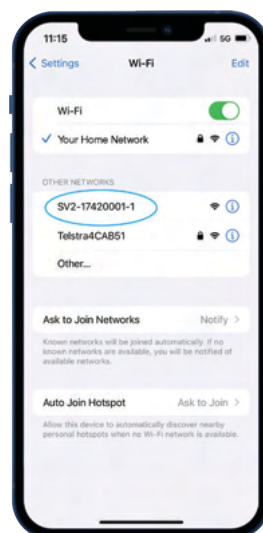 11:15
5G
Settings
Wi-Fi
Edit
Wi-Fi
Your Home Network
OTHER NETWORKS
SV2-17420001-1
Telstra4CAB51
Other...
Ask to Join Networks
Notify
Known networks will be joined automatically. If no
known networks are available, you will be notified of
available networks.
Auto Join Hotspot
Ask to Join
Allow this device to automatically discover nearby
personal hotspots when no Wi-Fi network is available.